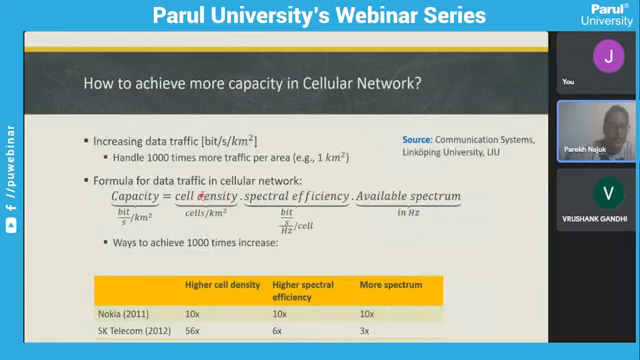 Parul University's Webinar Series
Parul®
University
/puwebinar
How to achieve more capacity in Cellular Network?
Increasing data traffic [bit/s/km²]
Handle 1000 times more traffic per area (e.g., 1 km²)
Source: Communication Systems,
Linköping University, LIU
Formula for data traffic in cellular network:
Capacity = cell density . spectral efficiency . Available spectrum
bit/s/km² cells/km² bit/s/Hz/cell in Hz
Ways to achieve 1000 times increase:
Higher cell density Higher spectral efficiency More spectrum
Nokia (2011) 10x 10x 10x
SK Telecom (2012) 56x 6x 3x
J
You
Parekh Najuk
V
VRUSHANK GANDHI